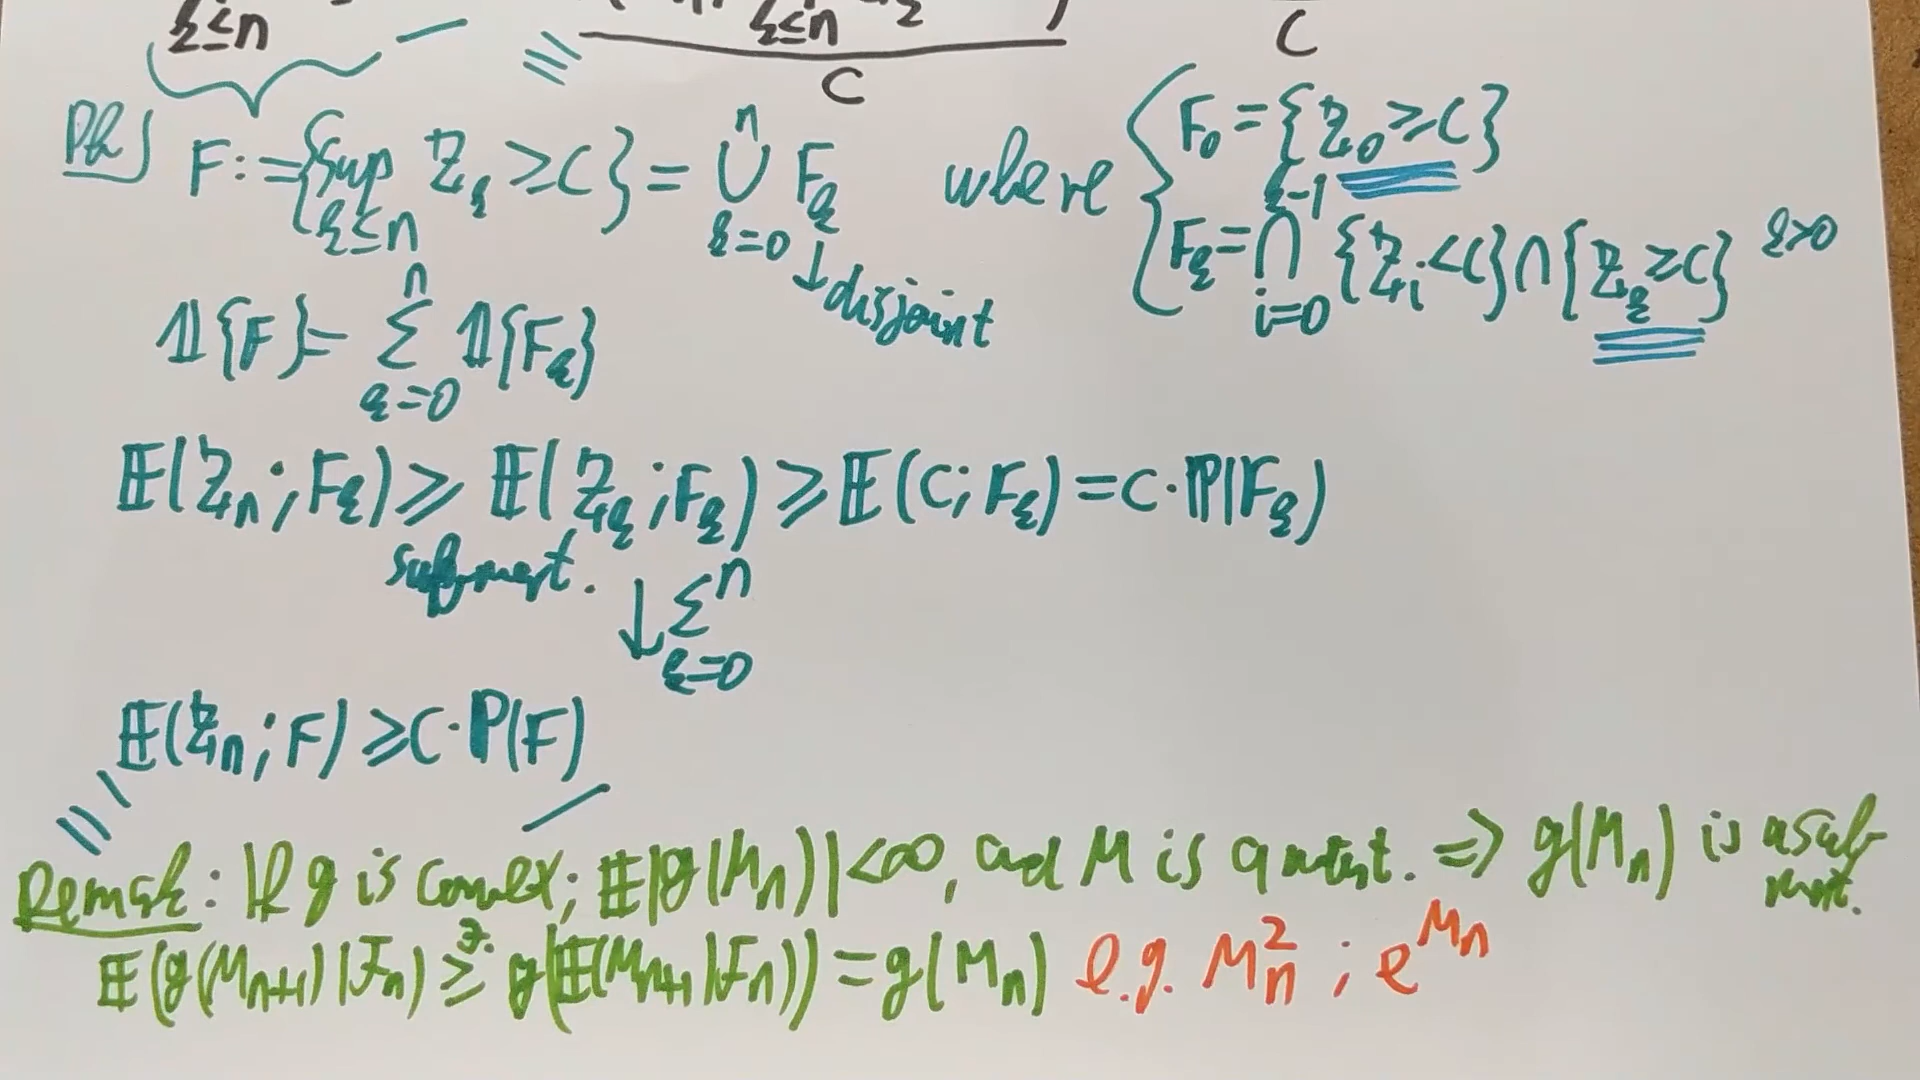 k≤n k≤n
C C
Pf] F:={sup_{k≤n} Z_k ≥C} = ∪_{k=0}^{n} F_k where { F_0 = {Z_0 ≥ C}
F_k = ∩_{i=0}^{k-1} {Z_i < C} ∩ {Z_k ≥ C} k>0
↓ disjoint
𝟙{F} = Σ_{k=0}^{n} 𝟙{F_k}
𝔼(Z_n ; F_k) ≥ 𝔼(Z_k ; F_k) ≥ 𝔼(C; F_k) = C·ℙ(F_k)
submart. ↓ Σ_{k=0}^{n}
𝔼(Z_n ; F) ≥ C·ℙ(F)
Remark: If g is convex; 𝔼|g(M_n)| < ∞, and M is a mart. ⇒ g(M_n) is a sub-
mart.
𝔼(g(M_{n+1}) | ℱ_n) ≥^{J.} g(𝔼(M_{n+1} | ℱ_n)) = g(M_n) e.g. M_n^2 ; e^{M_n}